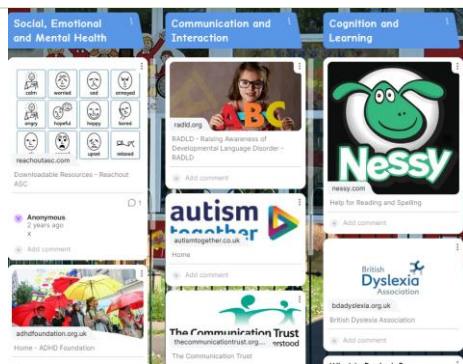 Social, Emotional
and Mental Health
calm
worried
sad
annoyed
angry
hopeful
happy
bored
upset
relaxed
reachoutasc.com
Downloadable Resources - Reachout
ASC
1
Anonymous
2 years ago
x
Add comment
adhdfoundation.org.uk
Home - ADHD Foundation
Communication and
Interaction
ABC
radld.org
RADLD - Raising Awareness of
Developmental Language Disorder -
RADLD
Add comment
autism
together
autismtogether.co.uk
Home
Add comment
The Communication Trust
thecommunicationtrust.org....
erstood
The Communication Trust
Cognition and
Learning
Nessy
nessy.com
Help for Reading and Spelling
Add comment
British
Dyslexia
Association
bdadyslexia.org.uk
British Dyslexia Association
Add comment